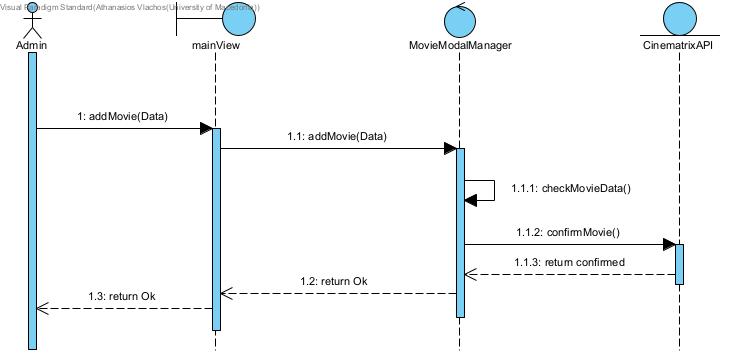 Visual Paradigm Standard(Athanasios Vlachos(University of Macedonia))
Admin
mainView
MovieModalManager
CinematrixAPI
1: addMovie(Data)
1.1: addMovie(Data)
1.1.1: checkMovieData()
1.1.2: confirmMovie()
1.1.3: return confirmed
1.2: return Ok
1.3: return Ok